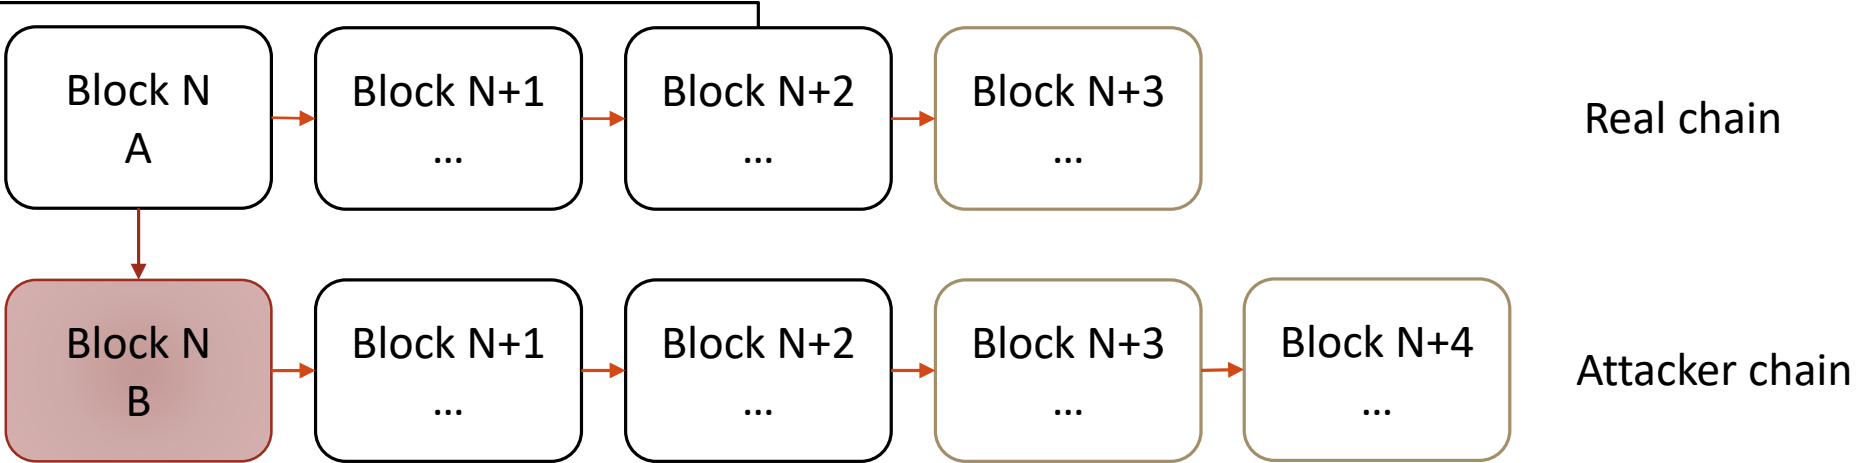 Block N
A
Block N+1
...
Block N+2
...
Block N+3
...
Real chain
Block N
B
Block N+1
...
Block N+2
...
Block N+3
...
Block N+4
...
Attacker chain